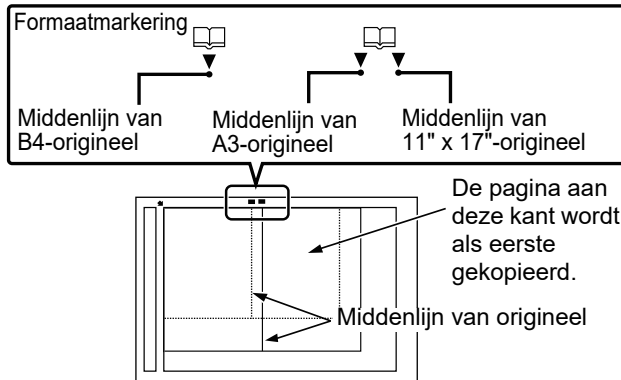 Formaatmarkering
Middenlijn van
B4-origineel
Middenlijn van
A3-origineel
Middenlijn van
11" x 17"-origineel
De pagina aan
deze kant wordt
als eerste
gekopieerd.
Middenlijn van origineel